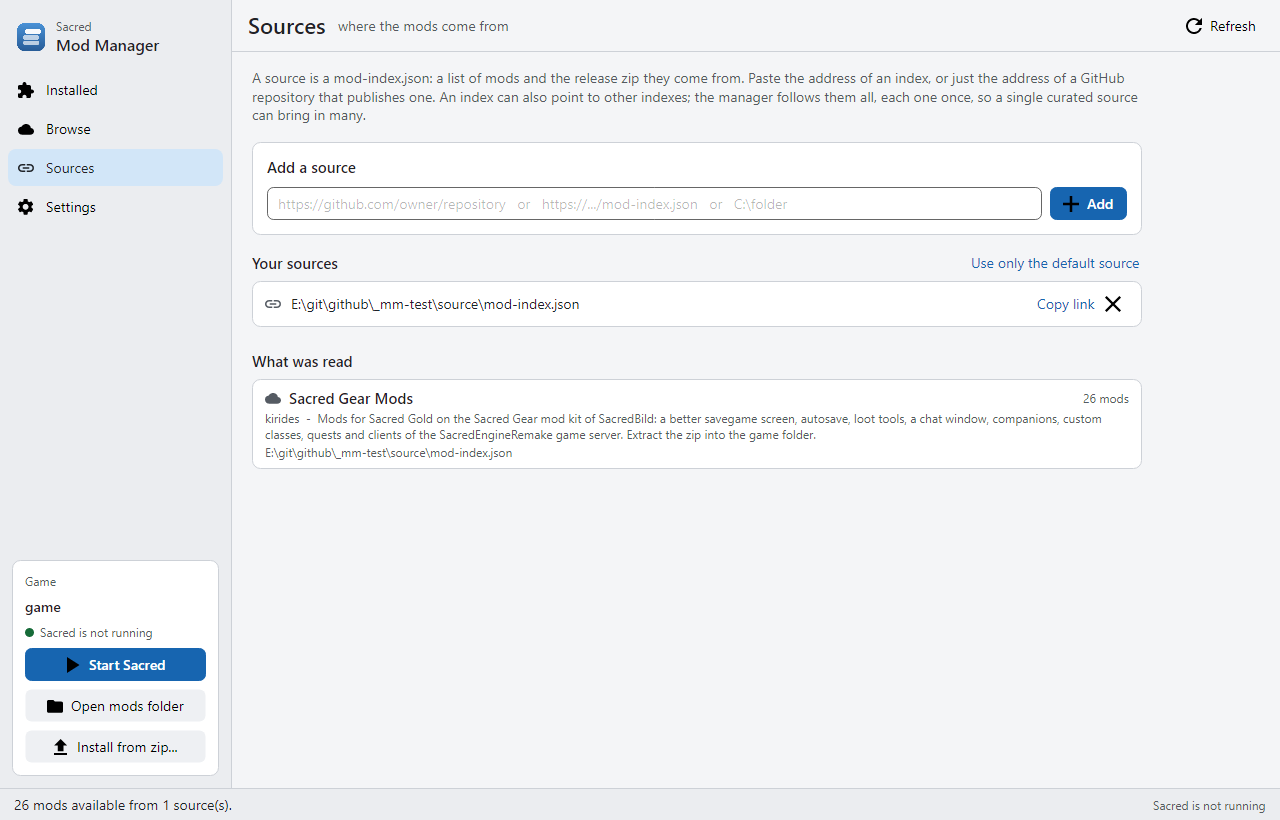 Sacred
Mod Manager
Installed
Browse
Sources
Settings
Game
game
Sacred is not running
Start Sacred
Open mods folder
Install from zip...
Sources where the mods come from
Refresh
A source is a mod-index.json: a list of mods and the release zip they come from. Paste the address of an index, or just the address of a GitHub
repository that publishes one. An index can also point to other indexes; the manager follows them all, each one once, so a single curated source
can bring in many.
Add a source
https://github.com/owner/repository or https://.../mod-index.json or C:\folder
Add
Your sources
Use only the default source
E:\git\github\_mm-test\source\mod-index.json
Copy link
What was read
Sacred Gear Mods
26 mods
kirides - Mods for Sacred Gold on the Sacred Gear mod kit of SacredBild: a better savegame screen, autosave, loot tools, a chat window, companions, custom
classes, quests and clients of the SacredEngineRemake game server. Extract the zip into the game folder.
E:\git\github\_mm-test\source\mod-index.json
26 mods available from 1 source(s).
Sacred is not running